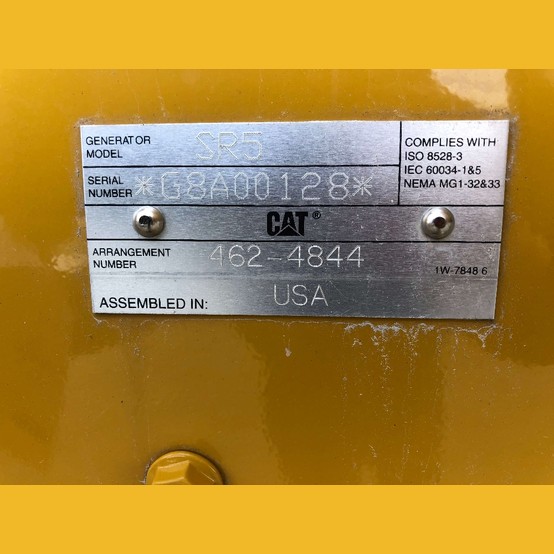 GENERATOR
MODEL
SR5
SERIAL
NUMBER
*G8A00128*
COMPLIES WITH
ISO 8528-3
IEC 60034-1&5
NEMA MG1-32&33
CAT®
ARRANGEMENT
NUMBER
462-4844
1W-7848 6
ASSEMBLED IN:
USA